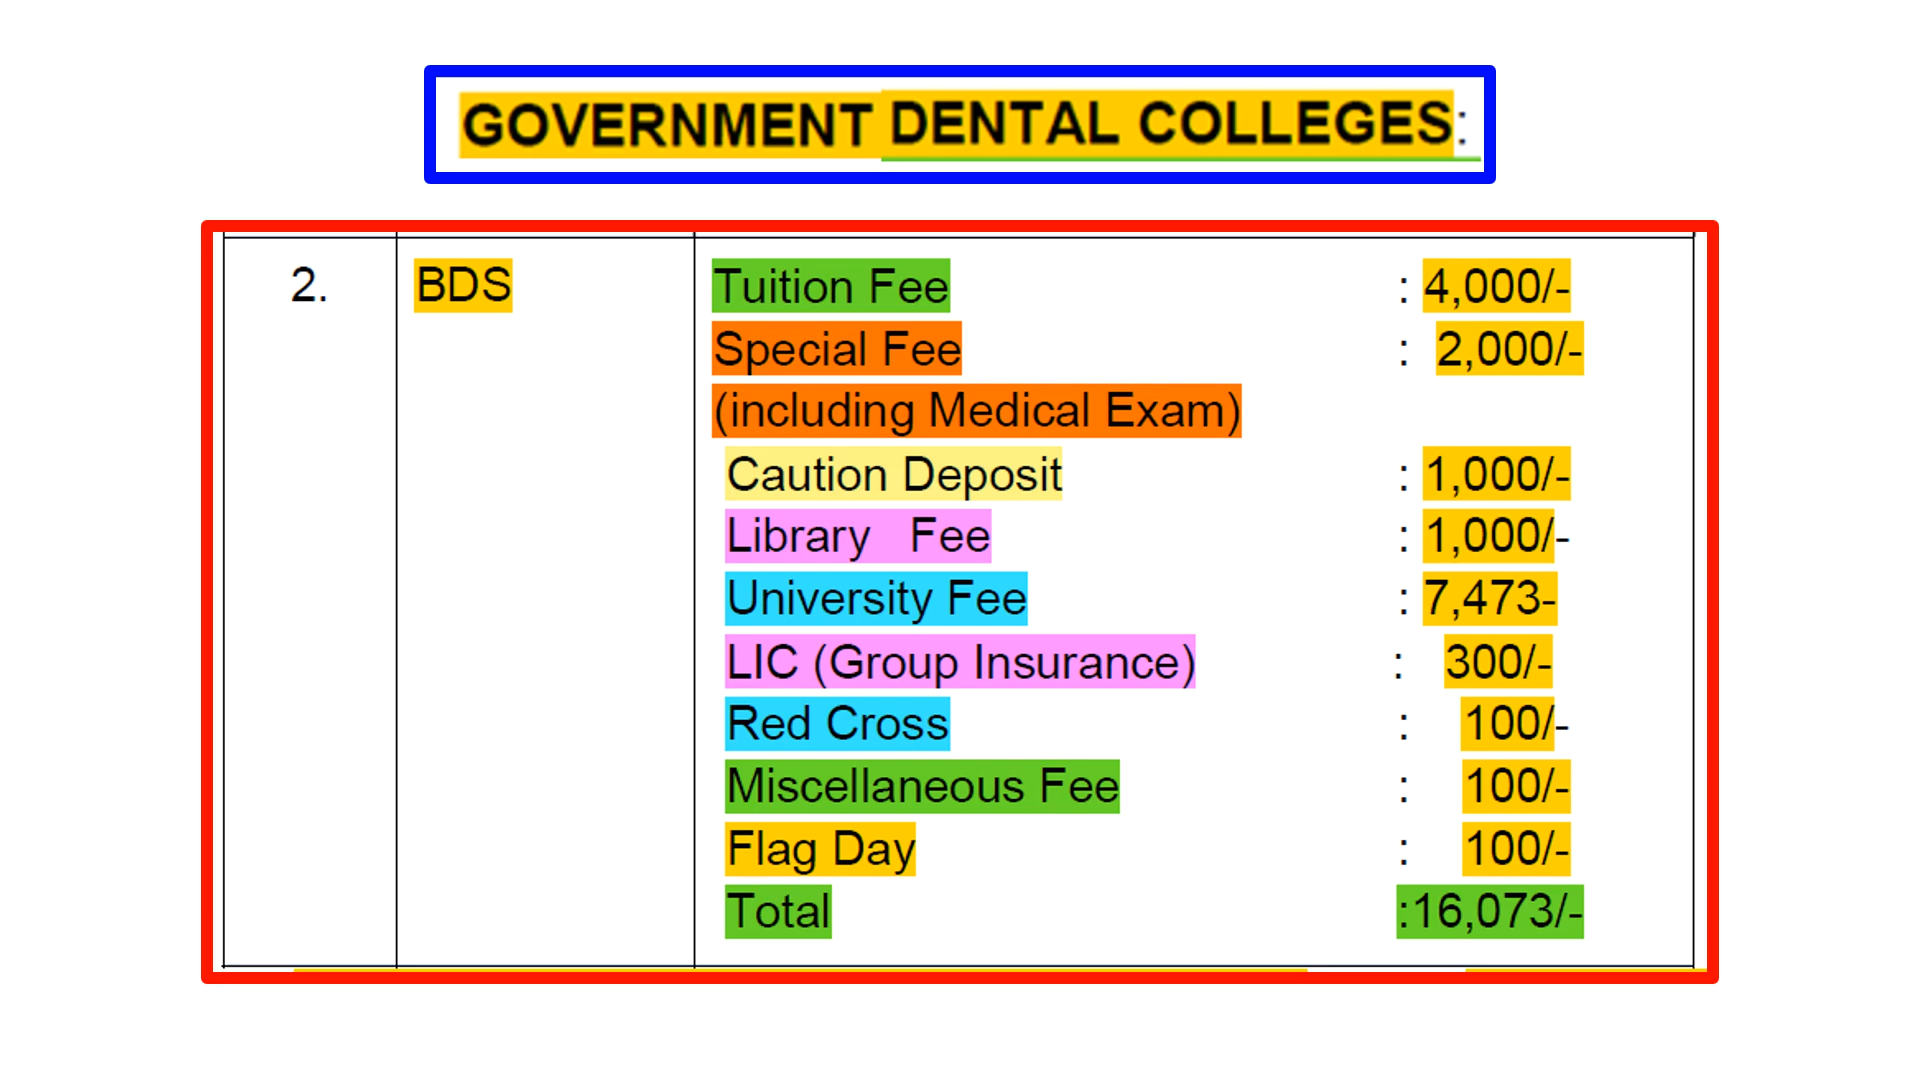 GOVERNMENT DENTAL COLLEGES:
2. BDS Tuition Fee : 4,000/-
Special Fee : 2,000/-
(including Medical Exam)
Caution Deposit : 1,000/-
Library Fee : 1,000/-
University Fee : 7,473-
LIC (Group Insurance) : 300/-
Red Cross : 100/-
Miscellaneous Fee : 100/-
Flag Day : 100/-
Total :16,073/-